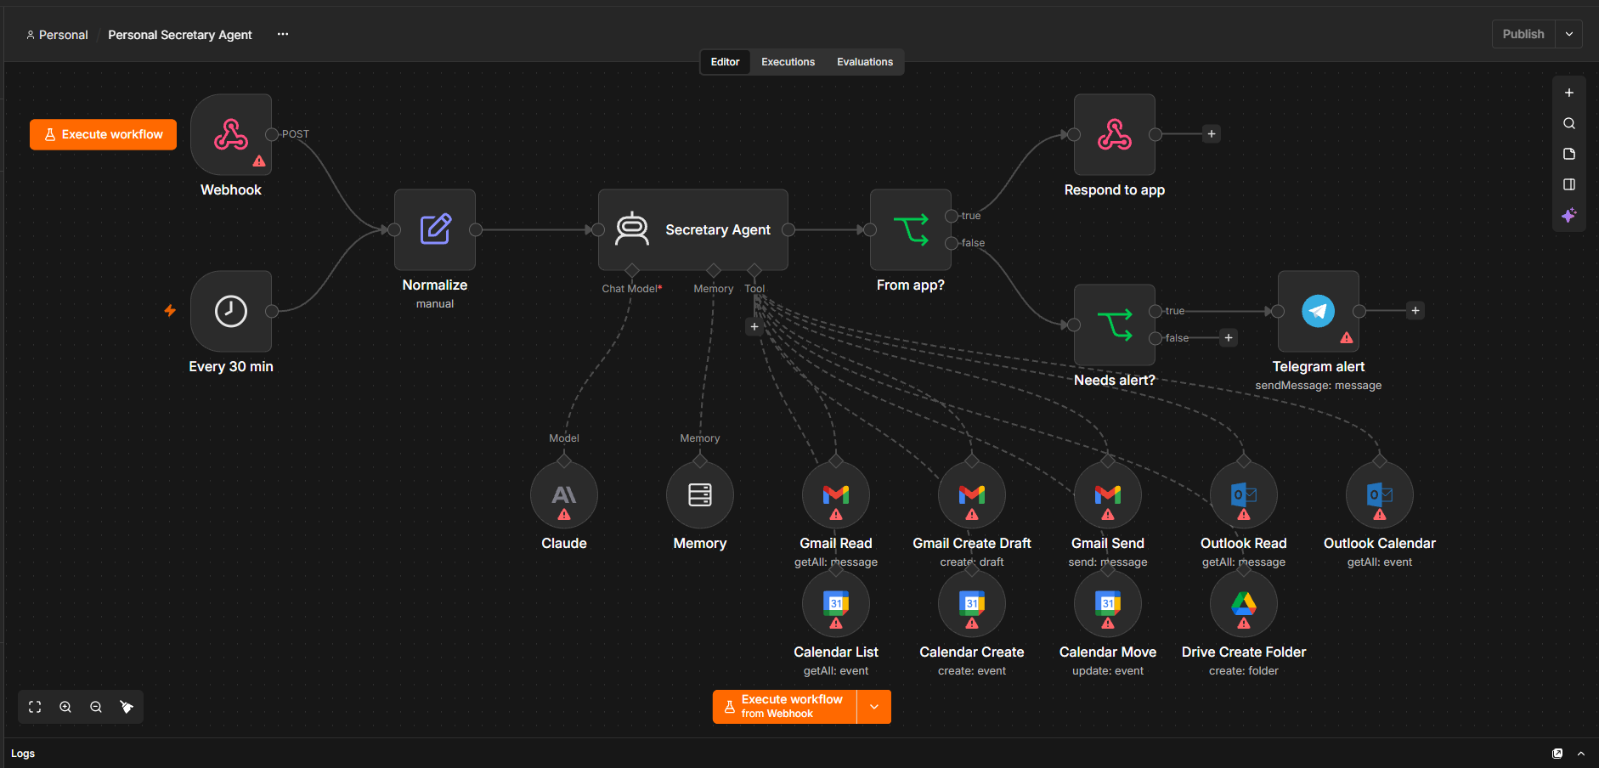 Personal / Personal Secretary Agent ...
Publish
Editor Executions Evaluations
Execute workflow
POST
Webhook
Respond to app
Secretary Agent
true
false
Normalize
manual
Chat Model*
Memory
Tool
From app?
Every 30 min
true
false
Needs alert?
Telegram alert
sendMessage: message
Model
Memory
Claude
Memory
Gmail Read
getAll: message
Gmail Create Draft
create: draft
Gmail Send
send: message
Outlook Read
getAll: message
Outlook Calendar
getAll: event
31
31
31
Calendar List
getAll: event
Calendar Create
create: event
Calendar Move
update: event
Drive Create Folder
create: folder
Execute workflow
from Webhook
Logs